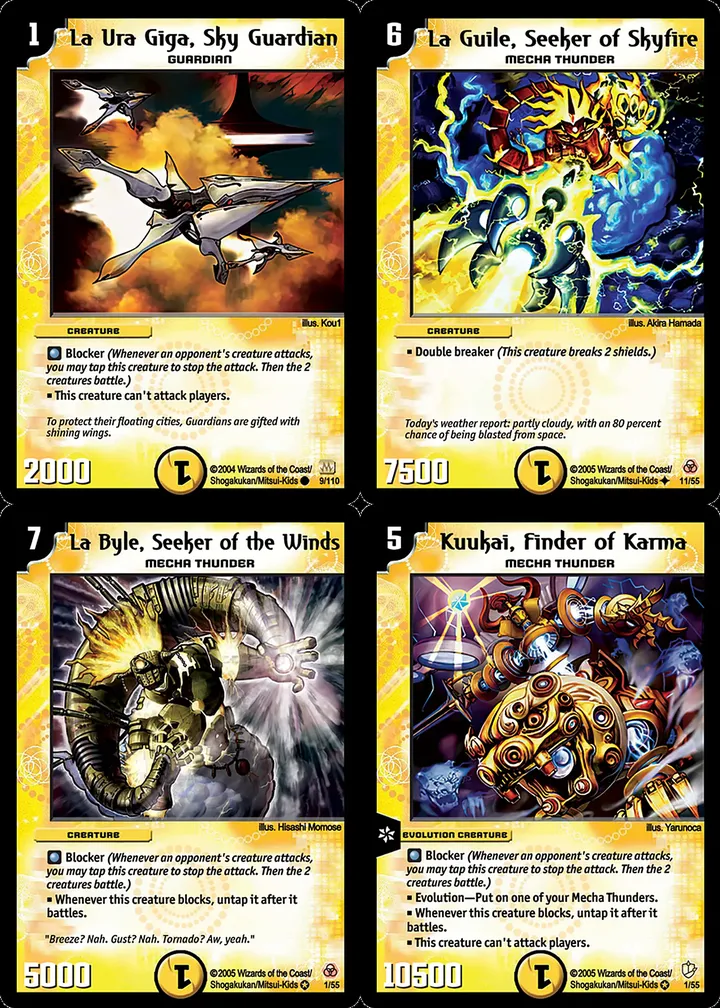 1
La Ura Giga, Sky Guardian
GUARDIAN
illus. Kou1
CREATURE
Blocker (Whenever an opponent's creature attacks,
you may tap this creature to stop the attack. Then the 2
creatures battle.)
▪ This creature can't attack players.
To protect their floating cities, Guardians are gifted with
shining wings.
2000
1
©2004 Wizards of the Coast/
Shogakukan/Mitsui-Kids
9/110
6
La Guile, Seeker of Skyfire
MECHA THUNDER
illus. Akira Hamada
CREATURE
▪ Double breaker (This creature breaks 2 shields.)
Today's weather report: partly cloudy, with an 80 percent
chance of being blasted from space.
7500
1
©2005 Wizards of the Coast/
Shogakukan/Mitsui-Kids
11/55
7
La Byle, Seeker of the Winds
MECHA THUNDER
illus. Hisashi Momose
CREATURE
Blocker (Whenever an opponent's creature attacks,
you may tap this creature to stop the attack. Then the 2
creatures battle.)
▪ Whenever this creature blocks, untap it after it
battles.
"Breeze? Nah. Gust? Nah. Tornado? Aw, yeah."
5000
1
©2005 Wizards of the Coast/
Shogakukan/Mitsui-Kids
1/55
5
Kuukai, Finder of Karma
MECHA THUNDER
illus. Yarunoca
EVOLUTION CREATURE
Blocker (Whenever an opponent's creature attacks,
you may tap this creature to stop the attack. Then the 2
creatures battle.)
▪ Evolution—Put on one of your Mecha Thunders.
▪ Whenever this creature blocks, untap it after it
battles.
▪ This creature can't attack players.
10500
1
©2005 Wizards of the Coast/
Shogakukan/Mitsui-Kids
1/55